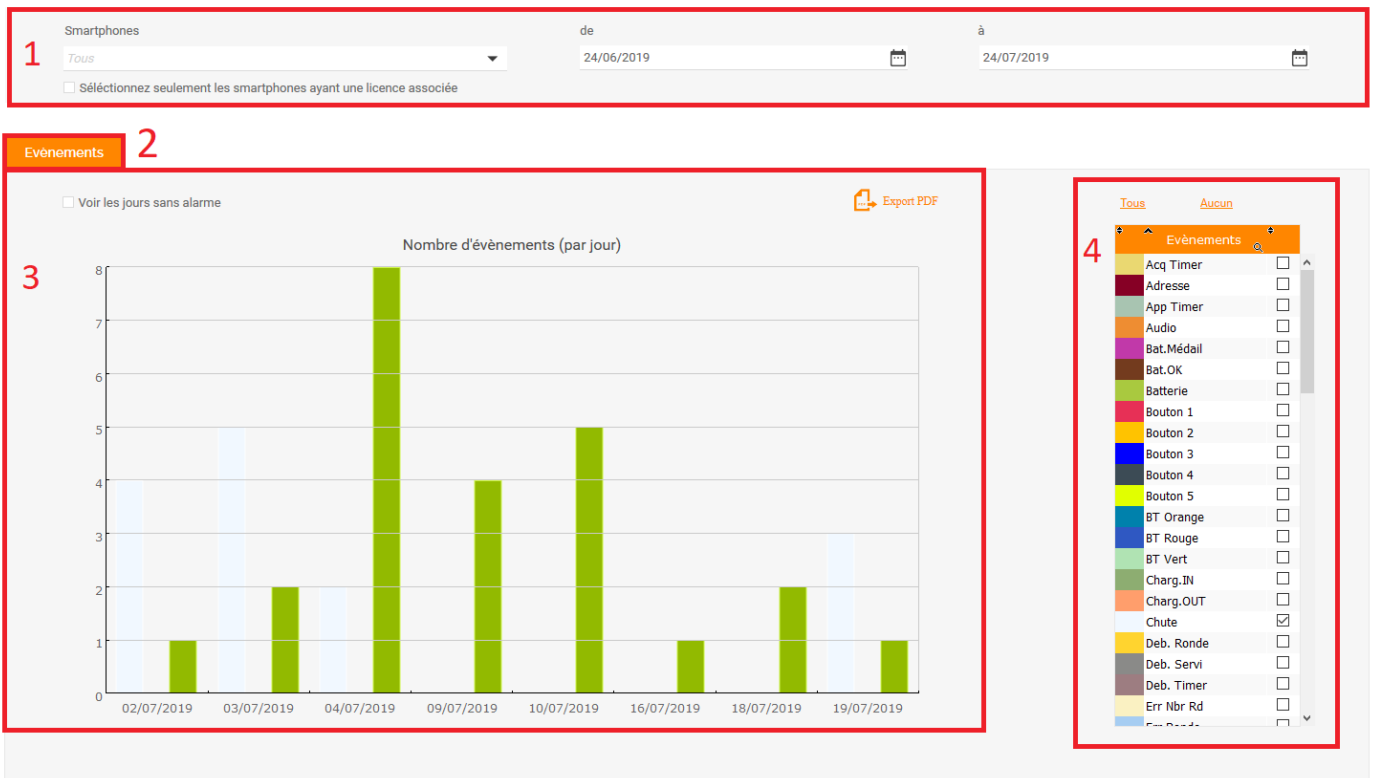 1
Smartphones
de
à
Tous
24/06/2019
24/07/2019
Séléctionnez seulement les smartphones ayant une licence associée
Evènements
2
3
Voir les jours sans alarme
Export PDF
Nombre d'évènements (par jour)
8
7
6
5
4
3
2
1
0
02/07/2019
03/07/2019
04/07/2019
09/07/2019
10/07/2019
16/07/2019
18/07/2019
19/07/2019
4
Tous
Aucun
Evènements
Acq Timer
Adresse
App Timer
Audio
Bat.Médail
Bat.OK
Batterie
Bouton 1
Bouton 2
Bouton 3
Bouton 4
Bouton 5
BT Orange
BT Rouge
BT Vert
Charg.IN
Charg.OUT
Chute
Deb. Ronde
Deb. Servi
Deb. Timer
Err Nbr Rd